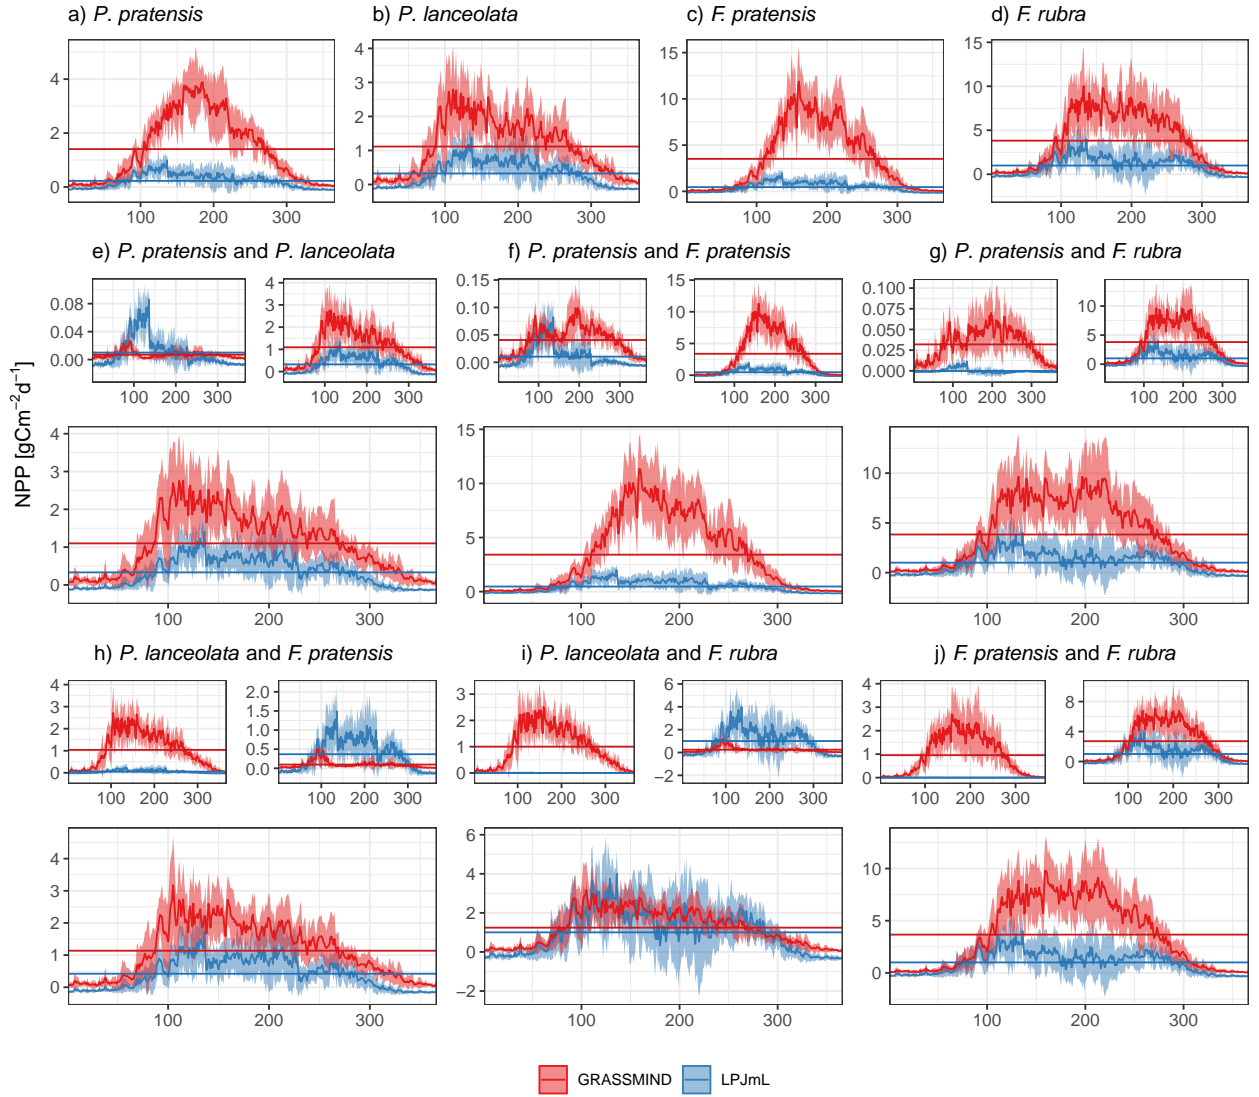 a) P. pratensis
b) P. lanceolata
c) F. pratensis
d) F. rubra
4
2
0
100 200 300
4
3
2
1
0
100 200 300
15
10
5
0
100 200 300
15
10
5
0
100 200 300
e) P. pratensis and P. lanceolata
f) P. pratensis and F. pratensis
g) P. pratensis and F. rubra
0.08
0.04
0.00
100 200 300
4
3
2
1
0
100 200 300
0.15
0.10
0.05
0.00
100 200 300
15
10
5
0
100 200 300
0.100
0.075
0.050
0.025
0.000
100 200 300
10
5
0
100 200 300
NPP [gCm−2d−1]
4
3
2
1
0
100 200 300
15
10
5
0
100 200 300
10
5
0
100 200 300
h) P. lanceolata and F. pratensis
i) P. lanceolata and F. rubra
j) F. pratensis and F. rubra
4
3
2
1
0
100 200 300
2.0
1.5
1.0
0.5
0.0
100 200 300
3
2
1
0
100 200 300
6
4
2
0
−2
100 200 300
4
3
2
1
0
100 200 300
8
4
0
100 200 300
4
3
2
1
0
100 200 300
6
4
2
0
−2
100 200 300
10
5
0
100 200 300
GRASSMIND
LPJmL